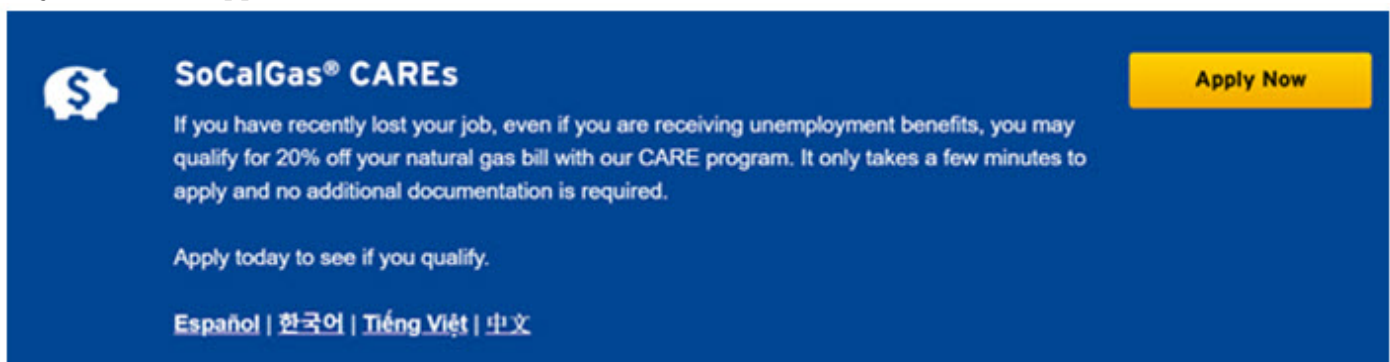 SoCalGas® CAREs
Apply Now
If you have recently lost your job, even if you are receiving unemployment benefits, you may
qualify for 20% off your natural gas bill with our CARE program. It only takes a few minutes to
apply and no additional documentation is required.
Apply today to see if you qualify.
Español | 한국어 | Tiếng Việt | 中文